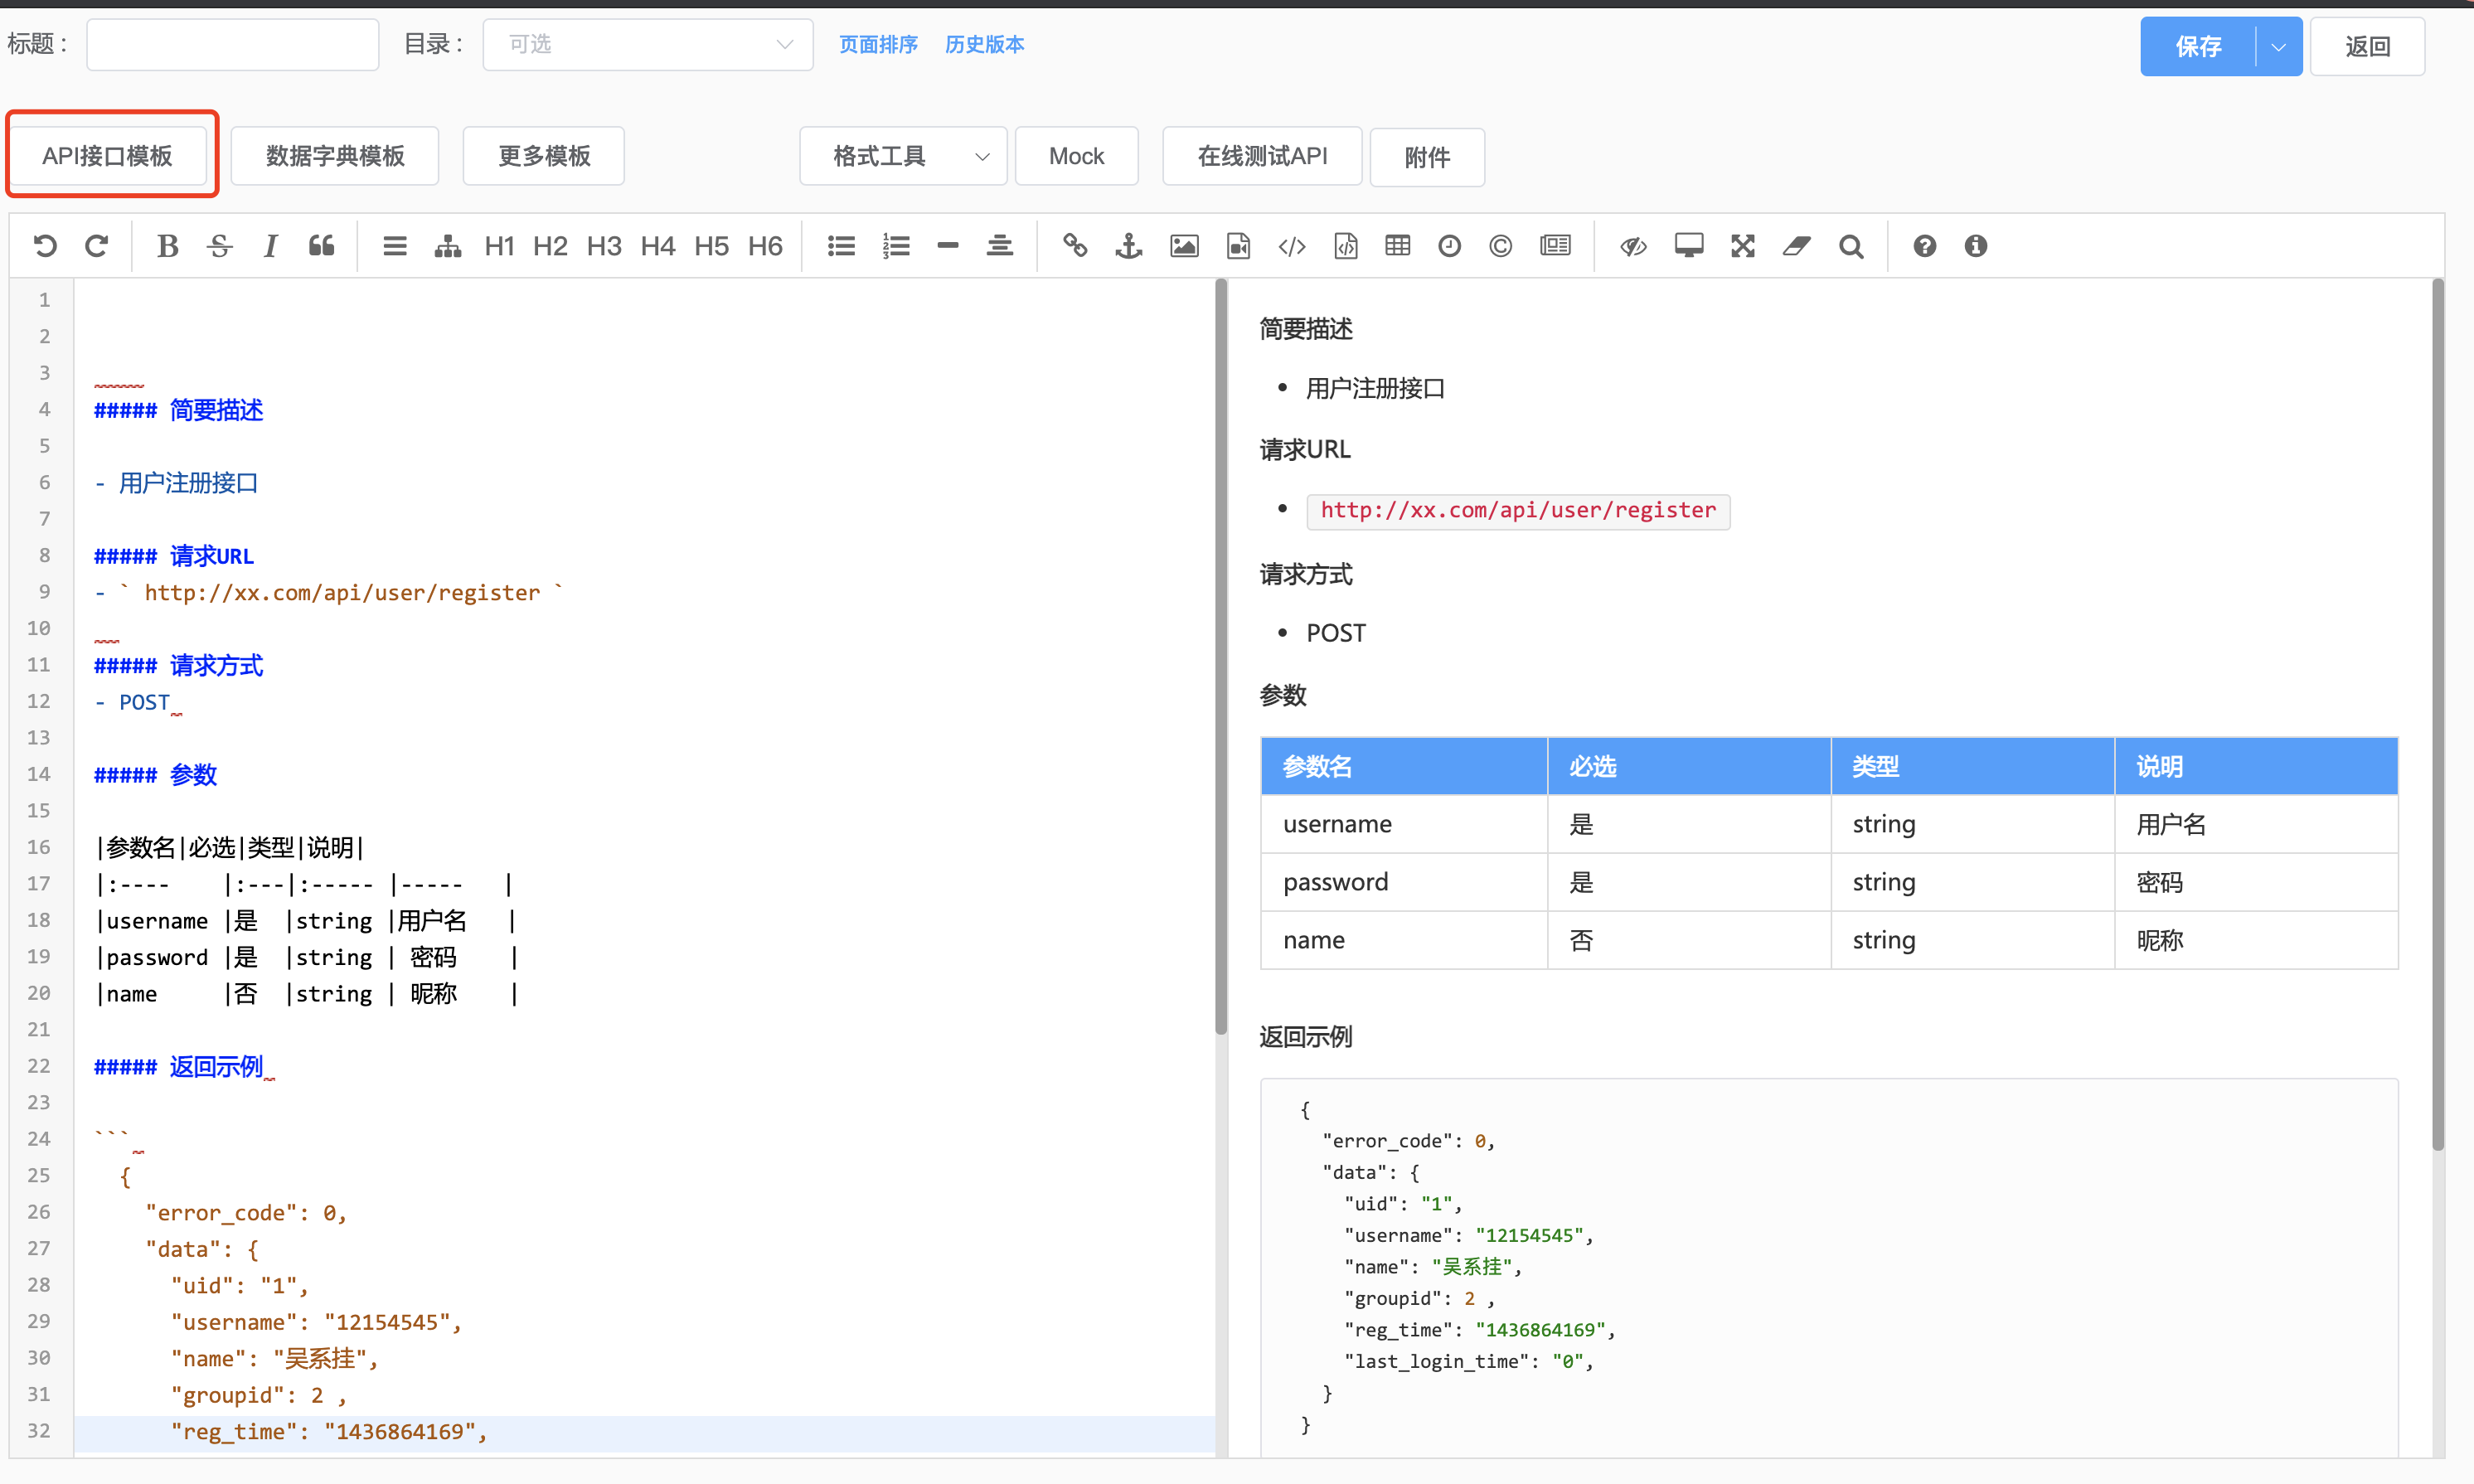 标题： 目录： 可选 页面排序 历史版本 保存 返回
API接口模板 数据字典模板 更多模板 格式工具 Mock 在线测试API 附件
H1 H2 H3 H4 H5 H6
1
2
3
4 ##### 简要描述
5
6 - 用户注册接口
7
8 ##### 请求URL
9 - ` http://xx.com/api/user/register `
10
11 ##### 请求方式
12 - POST
13
14 ##### 参数
15
16 |参数名|必选|类型|说明|
17 |:---- |:---|:----- |----- |
18 |username |是 |string |用户名 |
19 |password |是 |string | 密码 |
20 |name |否 |string | 昵称 |
21
22 ##### 返回示例
23
24 ```
25 {
26 "error_code": 0,
27 "data": {
28 "uid": "1",
29 "username": "12154545",
30 "name": "吴系挂",
31 "groupid": 2 ,
32 "reg_time": "1436864169",
简要描述
• 用户注册接口
请求URL
• http://xx.com/api/user/register
请求方式
• POST
参数
参数名 必选 类型 说明
username 是 string 用户名
password 是 string 密码
name 否 string 昵称
返回示例
{
"error_code": 0,
"data": {
"uid": "1",
"username": "12154545",
"name": "吴系挂",
"groupid": 2 ,
"reg_time": "1436864169",
"last_login_time": "0",
}
}